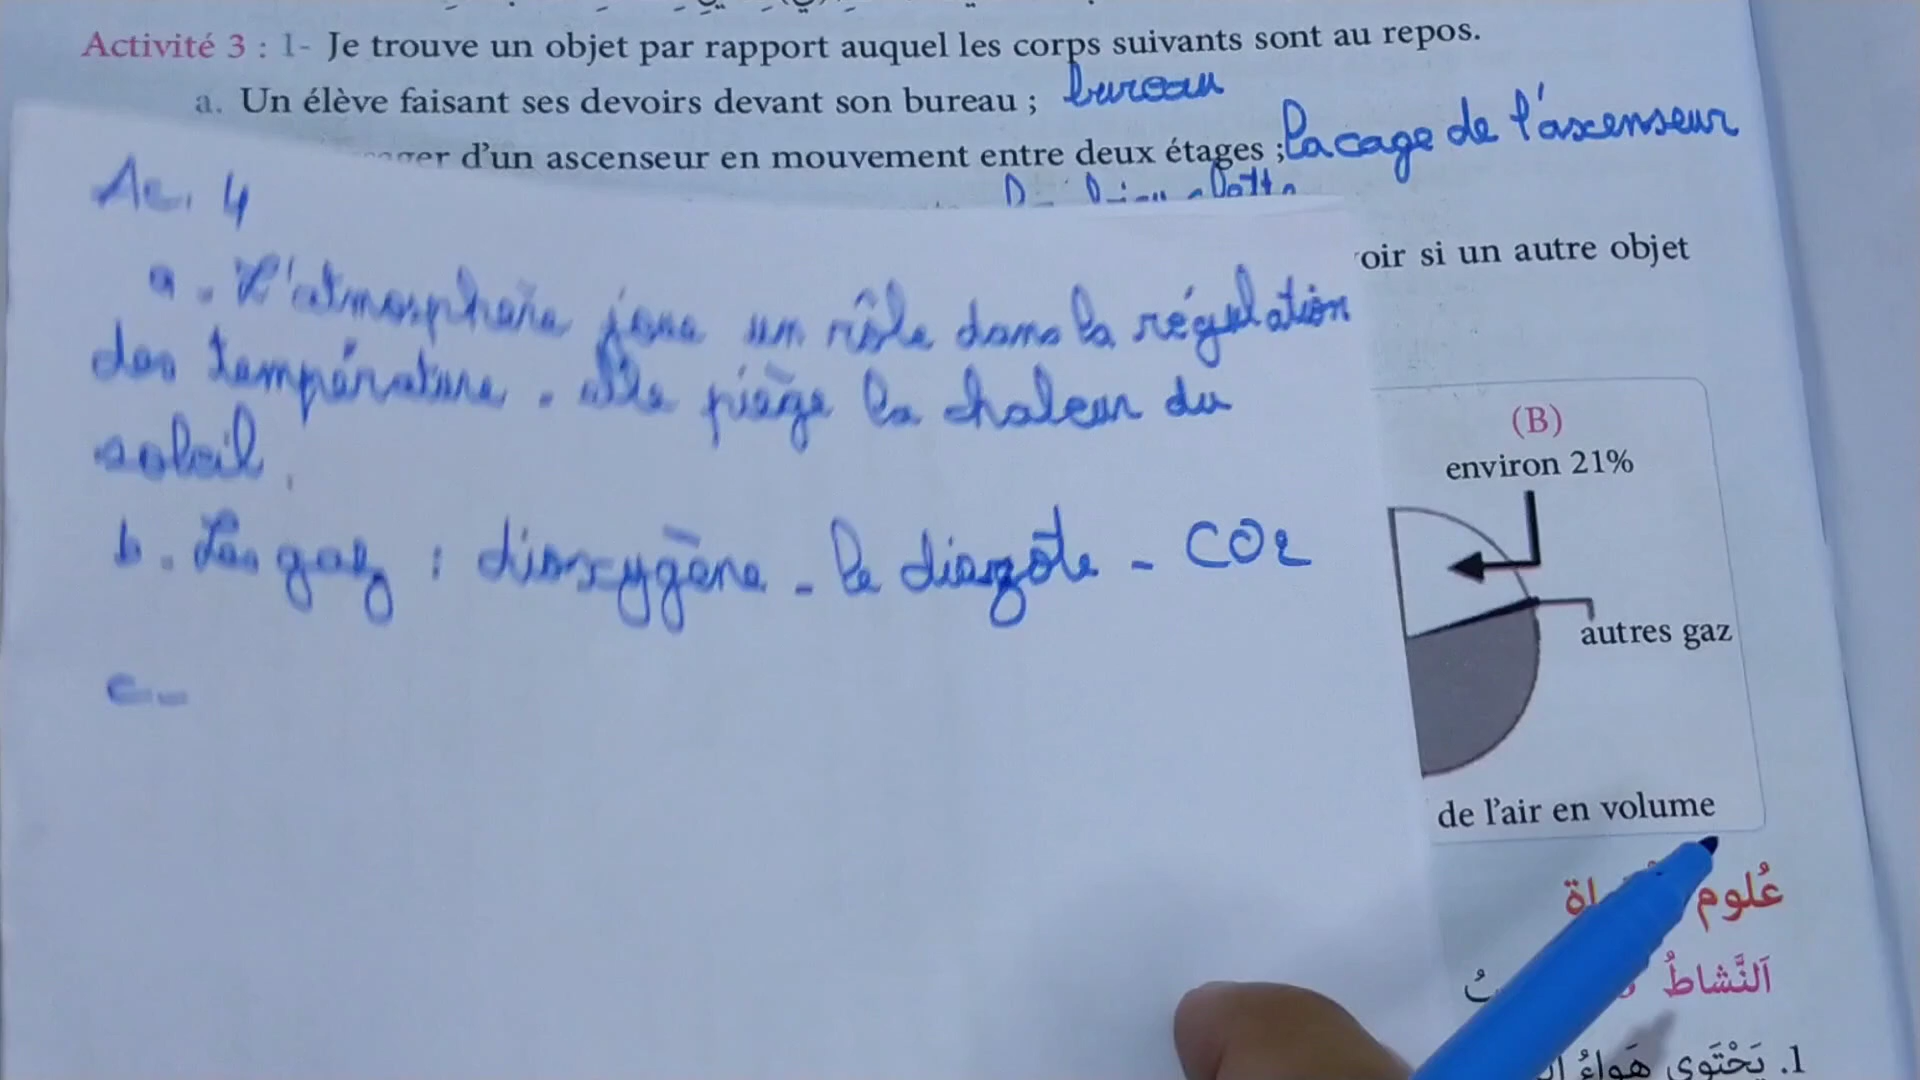 Activité 3 : 1- Je trouve un objet par rapport auquel les corps suivants sont au repos.
a. Un élève faisant ses devoirs devant son bureau ; bureau
d'un ascenseur en mouvement entre deux étages ; la cage de l'ascenseur
Ac. 4
oir si un autre objet
a. L'atmosphère joue un rôle dans la régulation
des température. elle piège la chaleur du
soleil.
b. Les gaz : dioxygène - le diazote - CO2
c-
(B)
environ 21%
autres gaz
de l'air en volume
عُلوم
اَلنَّشاطُ
1. يَحْتَوي هَواءُ